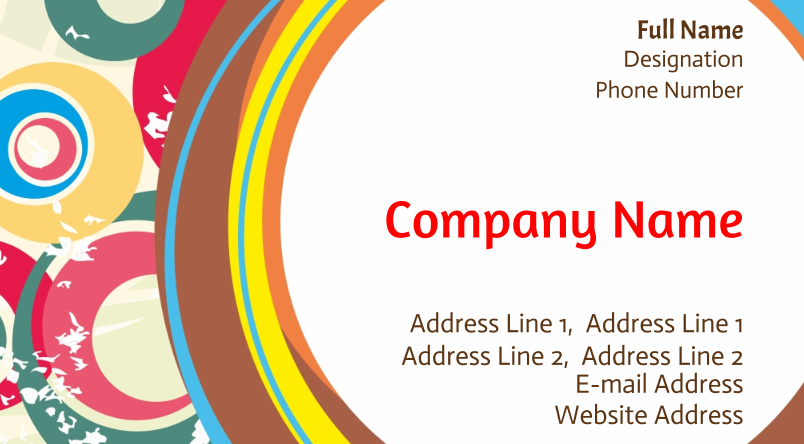 Full Name
Designation
Phone Number
Company Name
Address Line 1,  Address Line 1
Address Line 2,  Address Line 2
E-mail Address
Website Address